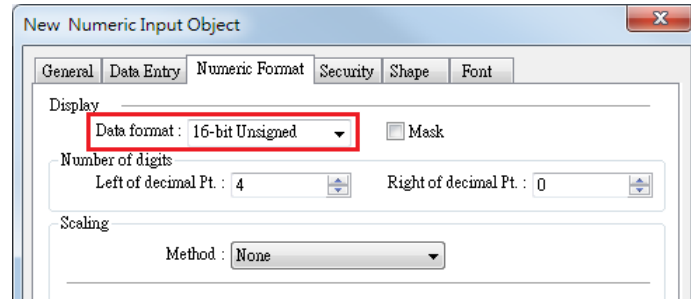 New Numeric Input Object
General Data Entry Numeric Format Security Shape Font
Display
Data format : 16-bit Unsigned Mask
Number of digits
Left of decimal Pt. : 4 Right of decimal Pt. : 0
Scaling
Method : None